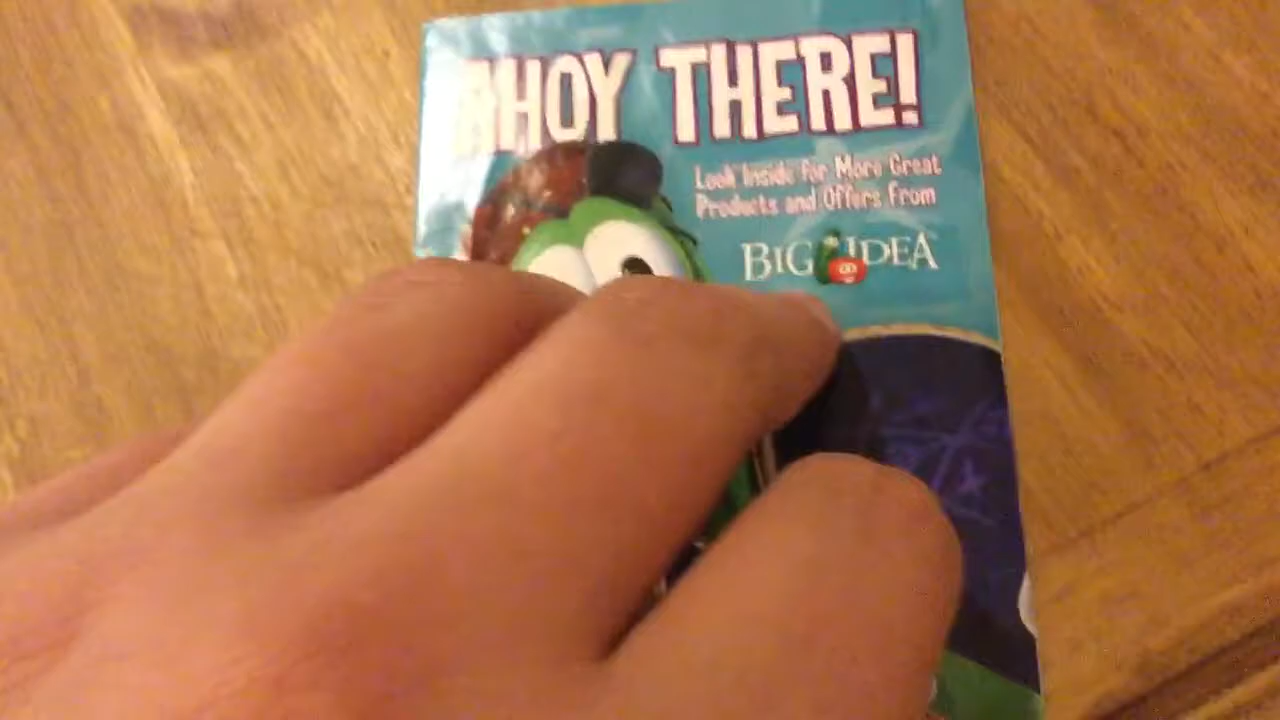 AHOY THERE!
Look Inside for More Great
Products and Offers From
BIG IDEA